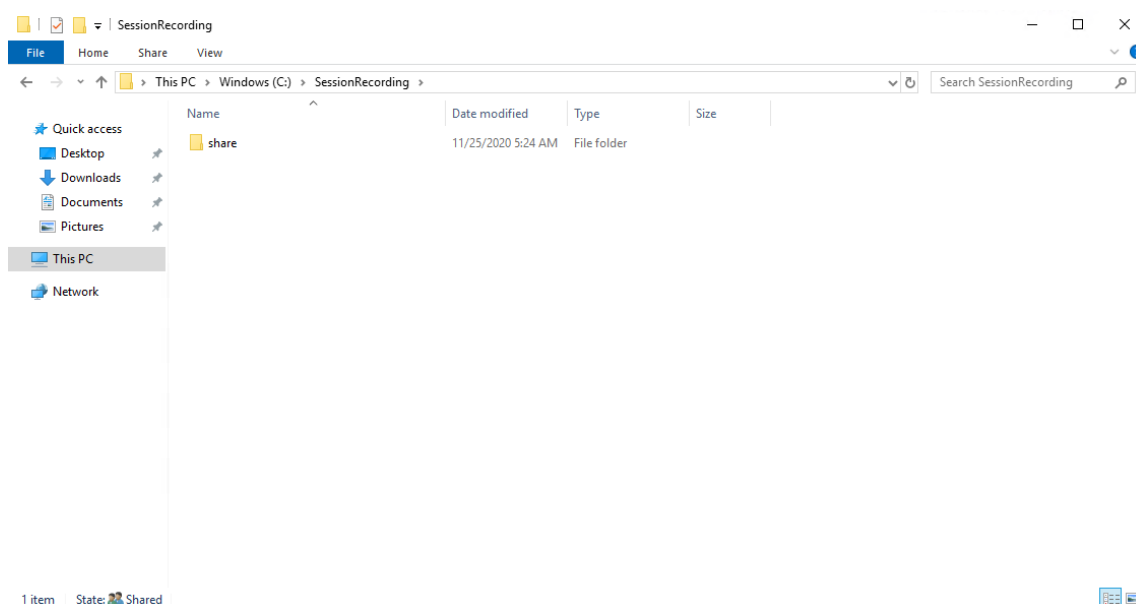 SessionRecording
File Home Share View
This PC > Windows (C:) > SessionRecording >
Search SessionRecording
Name Date modified Type Size
share 11/25/2020 5:24 AM File folder
Quick access
Desktop
Downloads
Documents
Pictures
This PC
Network
1 item State: Shared